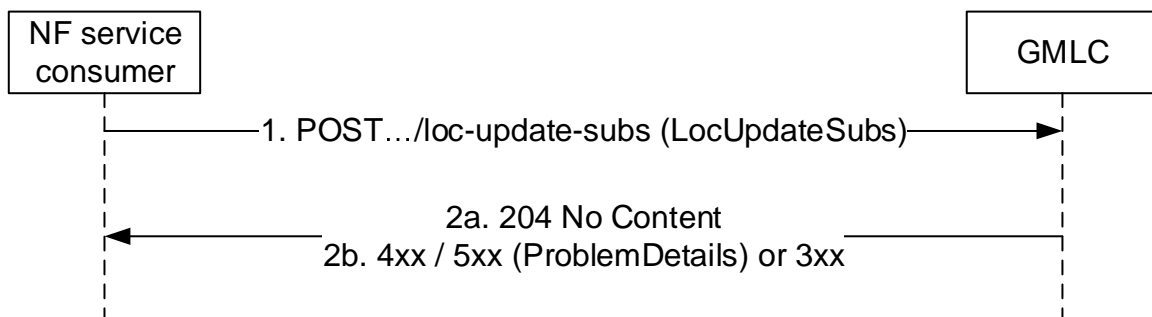 NF service
consumer
GMLC
1. POST…/loc-update-subs (LocUpdateSubs)
2a. 204 No Content
2b. 4xx / 5xx (ProblemDetails) or 3xx